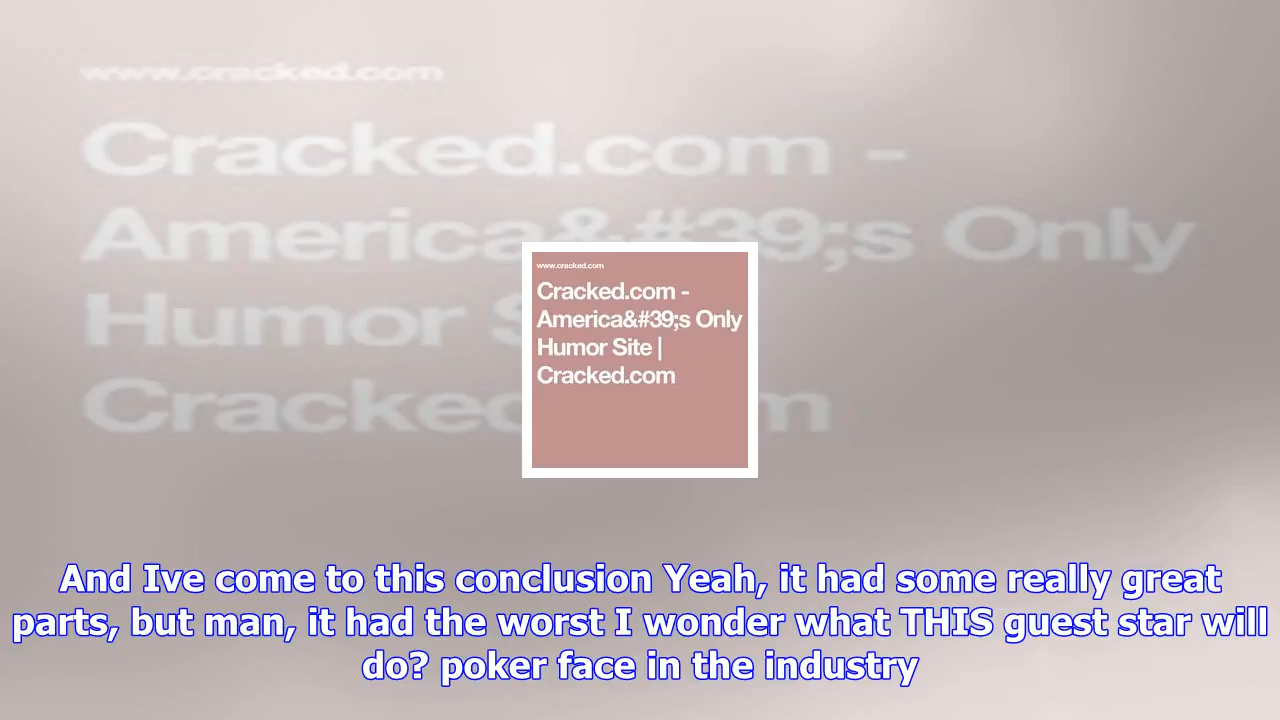 www.cracked.com
Cracked.com -
America&#39;s Only
Humor S
Cracked.com
www.cracked.com
Cracked.com -
America&#39;s Only
Humor Site |
Cracked.com
And Ive come to this conclusion Yeah, it had some really great
parts, but man, it had the worst I wonder what THIS guest star will
do? poker face in the industry